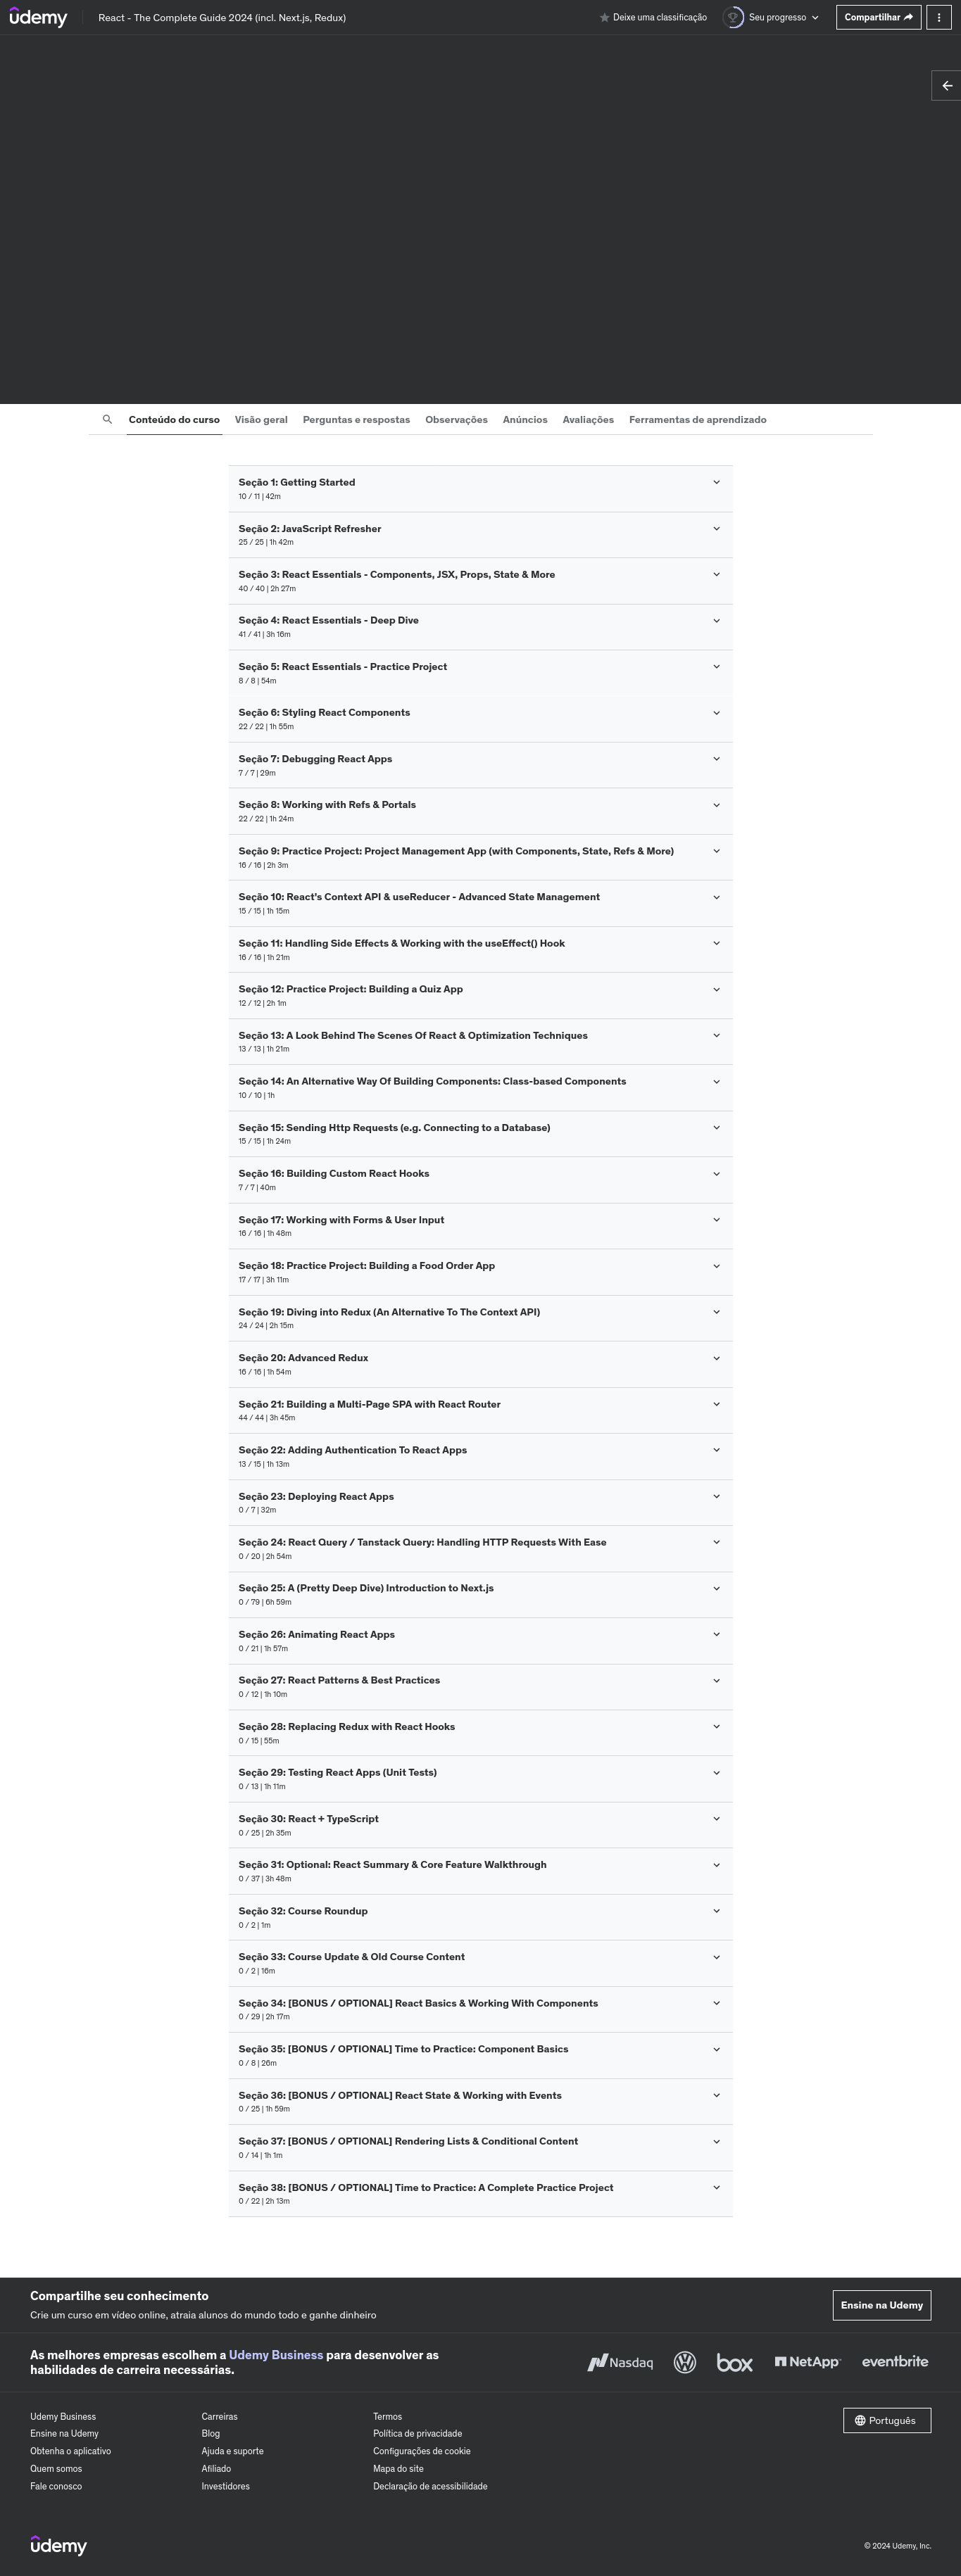 udemy
React - The Complete Guide 2024 (incl. Next.js, Redux)
Deixe uma classificação
Seu progresso
Compartilhar
Conteúdo do curso
Visão geral
Perguntas e respostas
Observações
Anúncios
Avaliações
Ferramentas de aprendizado
Seção 1: Getting Started
10 / 11 | 42m
Seção 2: JavaScript Refresher
25 / 25 | 1h 42m
Seção 3: React Essentials - Components, JSX, Props, State & More
40 / 40 | 2h 27m
Seção 4: React Essentials - Deep Dive
41 / 41 | 3h 16m
Seção 5: React Essentials - Practice Project
8 / 8 | 54m
Seção 6: Styling React Components
22 / 22 | 1h 55m
Seção 7: Debugging React Apps
7 / 7 | 29m
Seção 8: Working with Refs & Portals
22 / 22 | 1h 24m
Seção 9: Practice Project: Project Management App (with Components, State, Refs & More)
16 / 16 | 2h 3m
Seção 10: React's Context API & useReducer - Advanced State Management
15 / 15 | 1h 15m
Seção 11: Handling Side Effects & Working with the useEffect() Hook
16 / 16 | 1h 21m
Seção 12: Practice Project: Building a Quiz App
12 / 12 | 2h 1m
Seção 13: A Look Behind The Scenes Of React & Optimization Techniques
13 / 13 | 1h 21m
Seção 14: An Alternative Way Of Building Components: Class-based Components
10 / 10 | 1h
Seção 15: Sending Http Requests (e.g. Connecting to a Database)
15 / 15 | 1h 24m
Seção 16: Building Custom React Hooks
7 / 7 | 40m
Seção 17: Working with Forms & User Input
16 / 16 | 1h 48m
Seção 18: Practice Project: Building a Food Order App
17 / 17 | 3h 11m
Seção 19: Diving into Redux (An Alternative To The Context API)
24 / 24 | 2h 15m
Seção 20: Advanced Redux
16 / 16 | 1h 54m
Seção 21: Building a Multi-Page SPA with React Router
44 / 44 | 3h 45m
Seção 22: Adding Authentication To React Apps
13 / 15 | 1h 13m
Seção 23: Deploying React Apps
0 / 7 | 32m
Seção 24: React Query / Tanstack Query: Handling HTTP Requests With Ease
0 / 20 | 2h 54m
Seção 25: A (Pretty Deep Dive) Introduction to Next.js
0 / 79 | 6h 59m
Seção 26: Animating React Apps
0 / 21 | 1h 57m
Seção 27: React Patterns & Best Practices
0 / 12 | 1h 10m
Seção 28: Replacing Redux with React Hooks
0 / 15 | 55m
Seção 29: Testing React Apps (Unit Tests)
0 / 13 | 1h 11m
Seção 30: React + TypeScript
0 / 25 | 2h 35m
Seção 31: Optional: React Summary & Core Feature Walkthrough
0 / 37 | 3h 48m
Seção 32: Course Roundup
0 / 2 | 1m
Seção 33: Course Update & Old Course Content
0 / 2 | 16m
Seção 34: [BONUS / OPTIONAL] React Basics & Working With Components
0 / 29 | 2h 17m
Seção 35: [BONUS / OPTIONAL] Time to Practice: Component Basics
0 / 8 | 26m
Seção 36: [BONUS / OPTIONAL] React State & Working with Events
0 / 25 | 1h 59m
Seção 37: [BONUS / OPTIONAL] Rendering Lists & Conditional Content
0 / 14 | 1h 1m
Seção 38: [BONUS / OPTIONAL] Time to Practice: A Complete Practice Project
0 / 22 | 2h 13m
Compartilhe seu conhecimento
Crie um curso em vídeo online, atraia alunos do mundo todo e ganhe dinheiro
Ensine na Udemy
As melhores empresas escolhem a Udemy Business para desenvolver as
habilidades de carreira necessárias.
Nasdaq
box
NetApp
eventbrite
Udemy Business
Ensine na Udemy
Obtenha o aplicativo
Quem somos
Fale conosco
Carreiras
Blog
Ajuda e suporte
Afiliado
Investidores
Termos
Política de privacidade
Configurações de cookie
Mapa do site
Declaração de acessibilidade
Português
udemy
© 2024 Udemy, Inc.